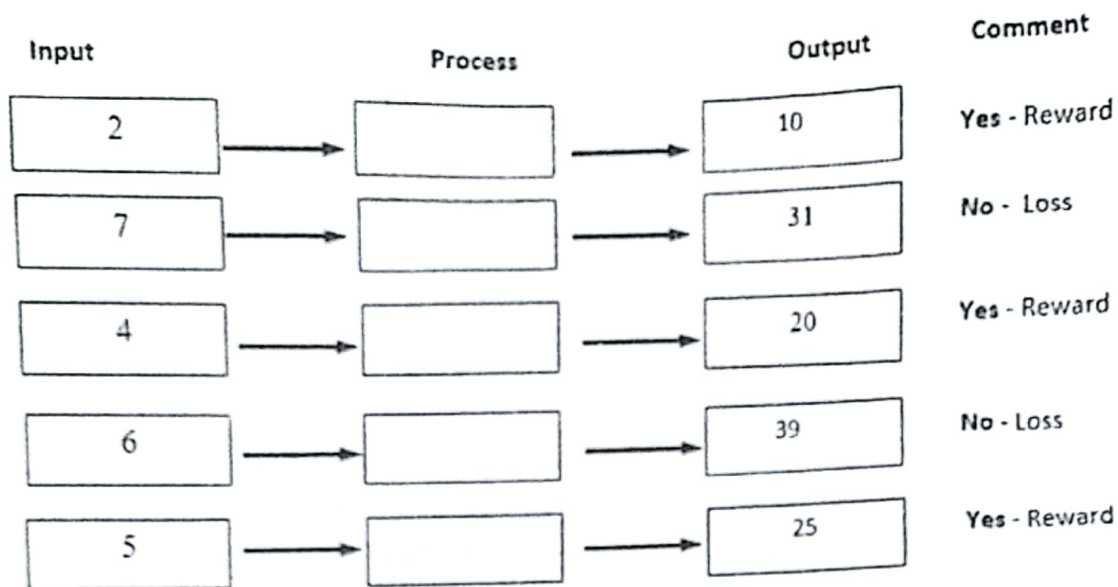 Input Process Output Comment
2 10 Yes - Reward
7 31 No - Loss
4 20 Yes - Reward
6 39 No - Loss
5 25 Yes - Reward